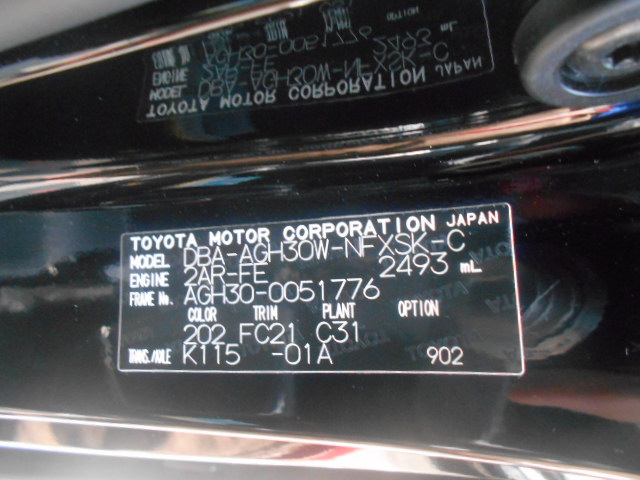 TOYOTA MOTOR CORPORATION JAPAN
MODEL DBA-AGH30W-NFXSK-C
ENGINE 2AR-FE 2493 mL
FRAME No. AGH30-0051776
COLOR TRIM PLANT OPTION
202 FC21 C31
TRANS./AXLE K115 -01A 902